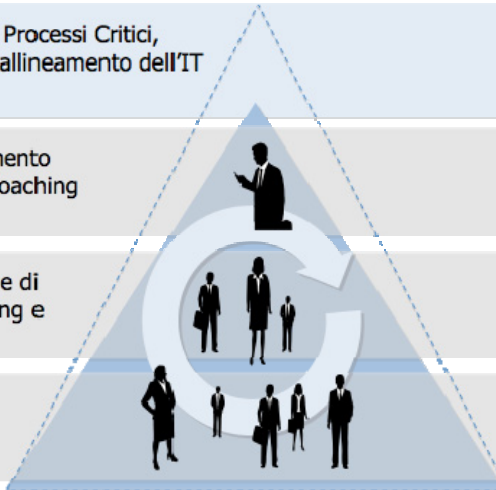 Processi Critici,
allineamento dell'IT
mento
oaching
e di
ng e